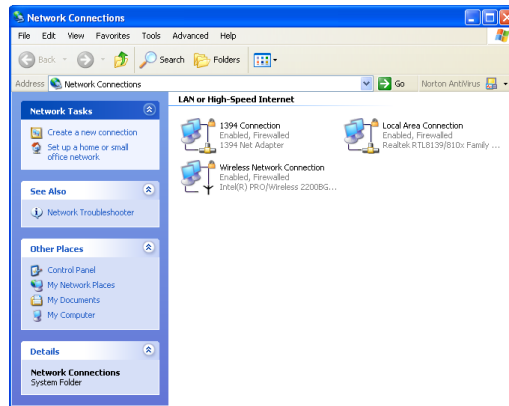 Network Connections
File Edit View Favorites Tools Advanced Help
Back Search Folders
Address Network Connections Go Norton AntiVirus
LAN or High-Speed Internet
Network Tasks
Create a new connection
Set up a home or small
office network
See Also
Network Troubleshooter
Other Places
Control Panel
My Network Places
My Documents
My Computer
Details
Network Connections
System Folder
1394 Connection
Enabled, Firewalled
1394 Net Adapter
Local Area Connection
Enabled, Firewalled
Realtek RTL8139/810x Family ...
Wireless Network Connection
Enabled, Firewalled
Intel(R) PRO/Wireless 2200BG...